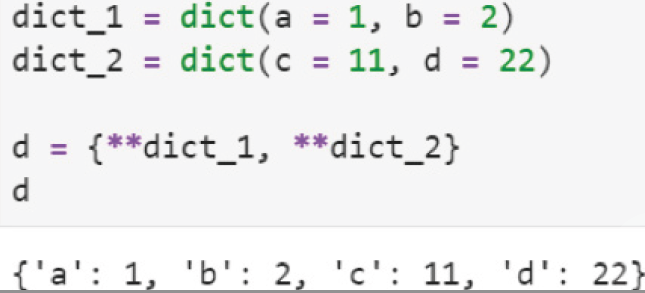 dict_1 = dict(a = 1, b = 2)
dict_2 = dict(c = 11, d = 22)
d = {**dict_1, **dict_2}
d
{'a': 1, 'b': 2, 'c': 11, 'd': 22}